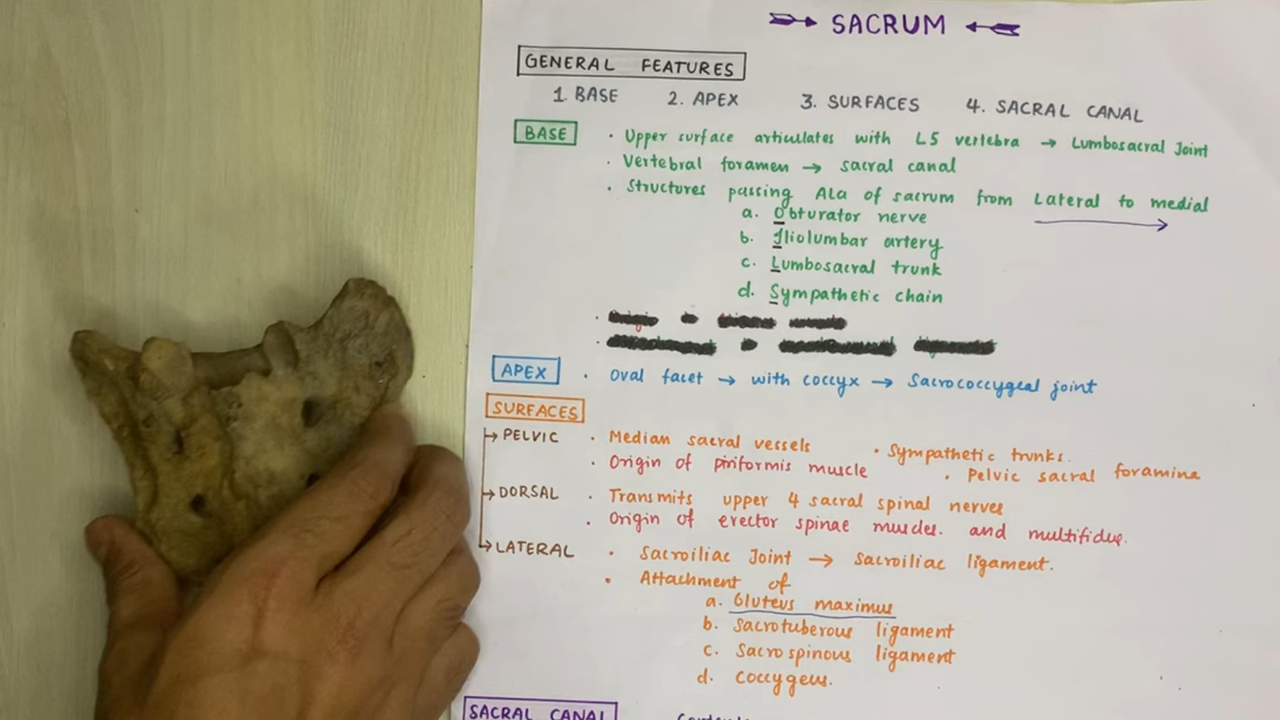 SACRUM
GENERAL FEATURES
1. BASE 2. APEX 3. SURFACES 4. SACRAL CANAL
BASE · Upper surface articulates with L5 vertebra → Lumbosacral Joint
· Vertebral foramen → sacral canal
· Structures passing Ala of sacrum from Lateral to medial
a. Obturator nerve
b. Iliolumbar artery
c. Lumbosacral trunk
d. Sympathetic chain
APEX · Oval facet → with coccyx → Sacrococcygeal joint
SURFACES
→ PELVIC · Median sacral vessels · Sympathetic trunks.
· Origin of piriformis muscle · Pelvic sacral foramina
→ DORSAL · Transmits upper 4 sacral spinal nerves
· Origin of erector spinae muscles. and multifidus.
→ LATERAL · Sacroiliac Joint → Sacroiliac ligament.
· Attachment of
a. Gluteus maximus
b. Sacrotuberous ligament
c. Sacrospinous ligament
d. Coccygeus.
SACRAL CANAL